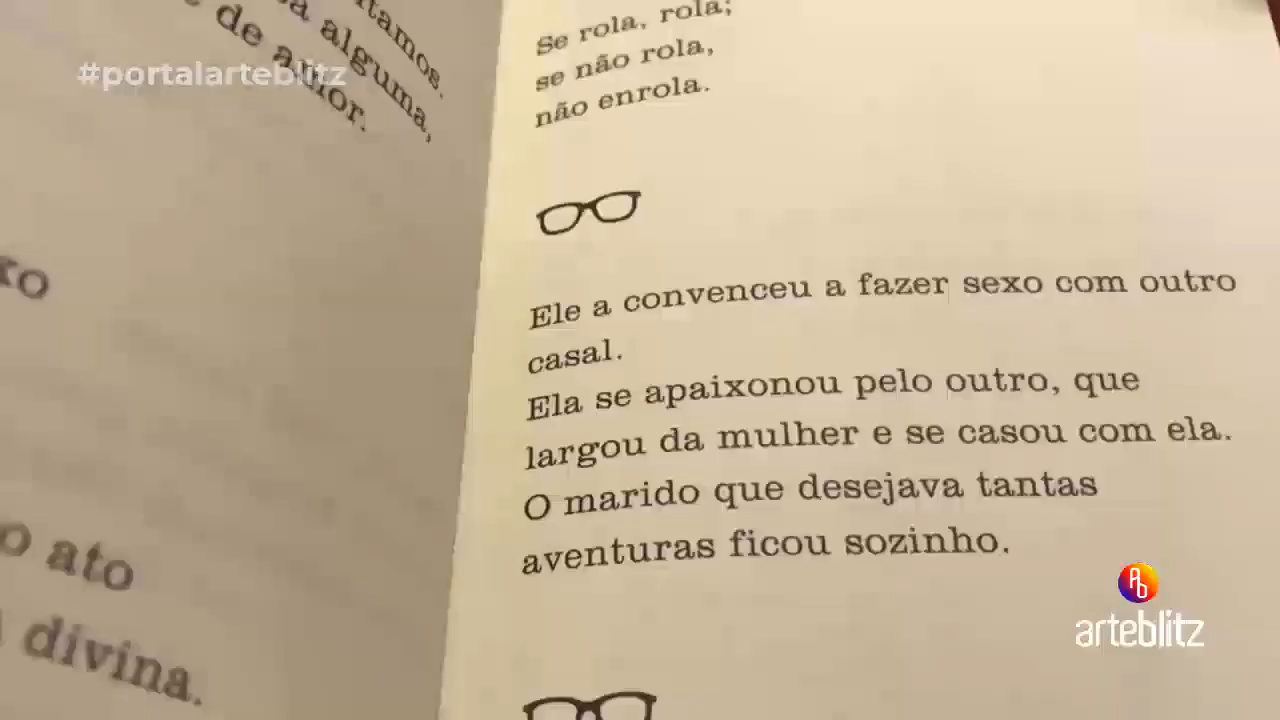 #portalarteblitz
itamos.
alguma,
de amor.
xo
o ato
divina.
Se rola, rola;
se não rola,
não enrola.
Ele a convenceu a fazer sexo com outro
casal.
Ela se apaixonou pelo outro, que
largou da mulher e se casou com ela.
O marido que desejava tantas
aventuras ficou sozinho.
arteblitz